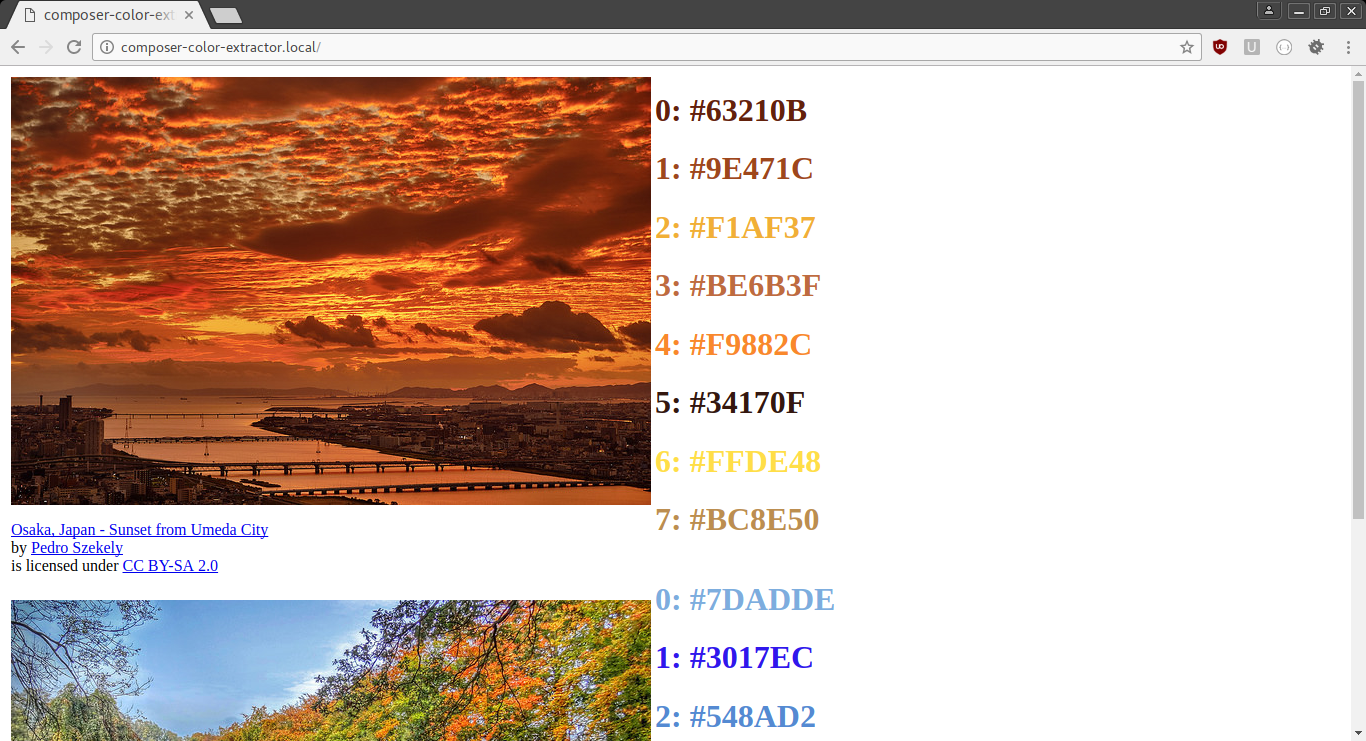 composer-color-ext
composer-color-extractor.local/
0: #63210B
1: #9E471C
2: #F1AF37
3: #BE6B3F
4: #F9882C
5: #34170F
6: #FFDE48
7: #BC8E50
Osaka, Japan - Sunset from Umeda City
by Pedro Szekely
is licensed under CC BY-SA 2.0
0: #7DADDE
1: #3017EC
2: #548AD2